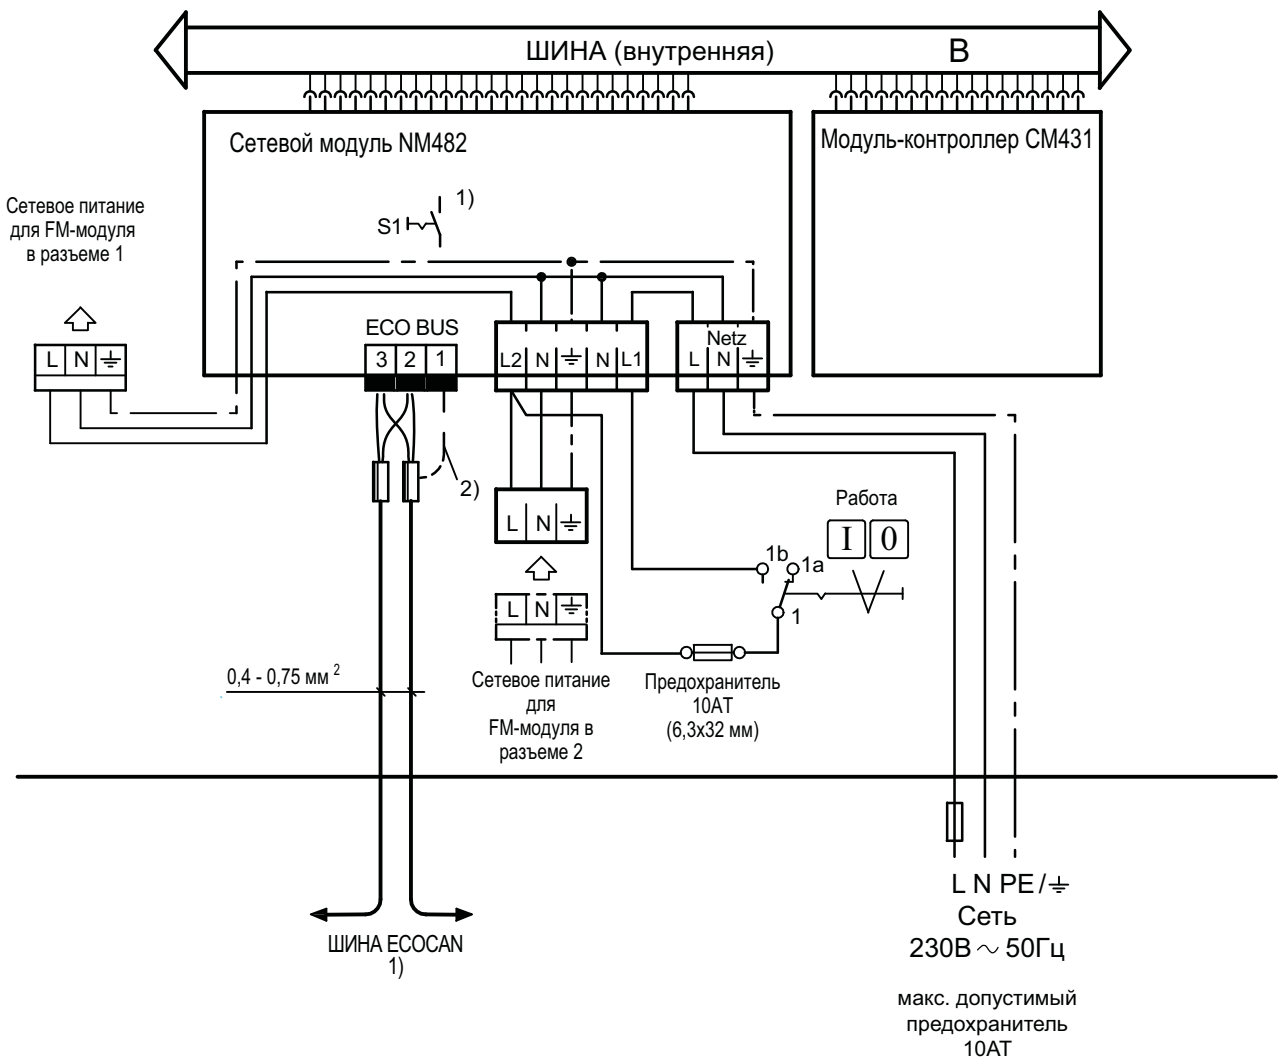 ШИНА (внутренняя) B
Сетевой модуль NM482
Модуль-контроллер СМ431
Сетевое питание
для FM-модуля
в разъеме 1
S1
1)
L N
ECO BUS
3 2 1
L2 N N L1
Netz
L N
2)
L N
L N
Сетевое питание
для
FM-модуля в
разъеме 2
Работа
I 0
1b
1a
1
Предохранитель
10АТ
(6,3x32 мм)
0,4 - 0,75 мм 2
ШИНА ECOCAN
1)
L N PE /
Сеть
230В ~ 50Гц
макс. допустимый
предохранитель
10АТ